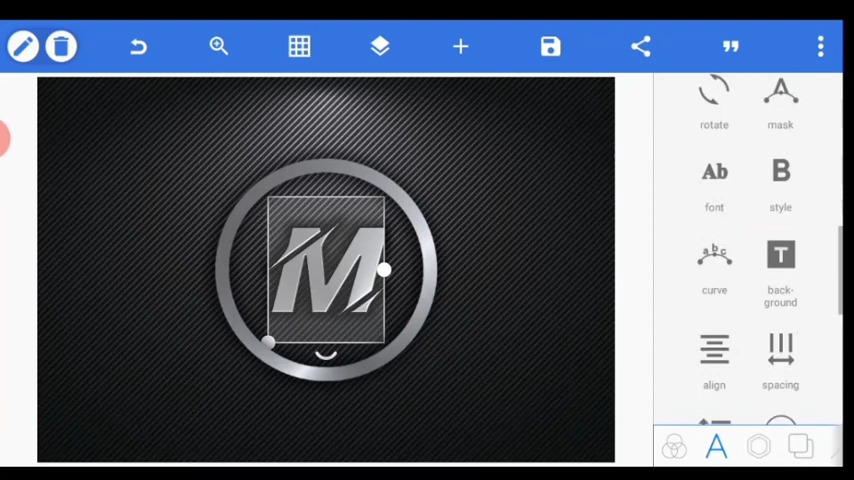 rotate mask
Ab B
font style
abc T
curve back-
ground
align spacing
A
M